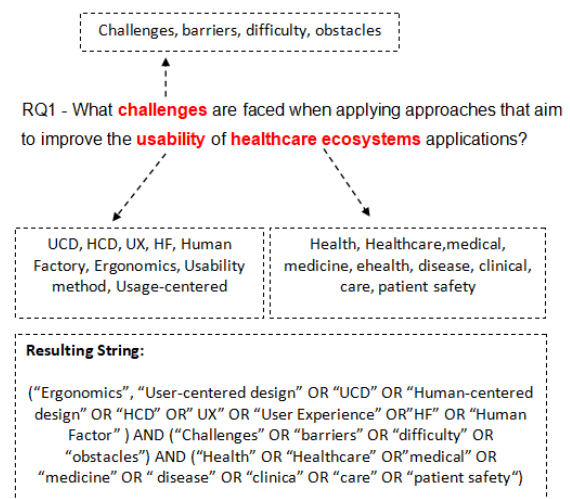 Challenges, barriers, difficulty, obstacles
RQ1 - What challenges are faced when applying approaches that aim
to improve the usability of healthcare ecosystems applications?
UCD, HCD, UX, HF, Human
Factory, Ergonomics, Usability
method, Usage-centered
Health, Healthcare,medical,
medicine, ehealth, disease, clinical,
care, patient safety
Resulting String:
(“Ergonomics”, “User-centered design” OR “UCD” OR “Human-centered
design” OR “HCD” OR” UX” OR “User Experience” OR”HF” OR “Human
Factor” ) AND (“Challenges” OR “barriers” OR “difficulty” OR
“obstacles”) AND (“Health” OR “Healthcare” OR”medical” OR
“medicine” OR “ disease” OR “clinica” OR “care” OR “patient safety“)